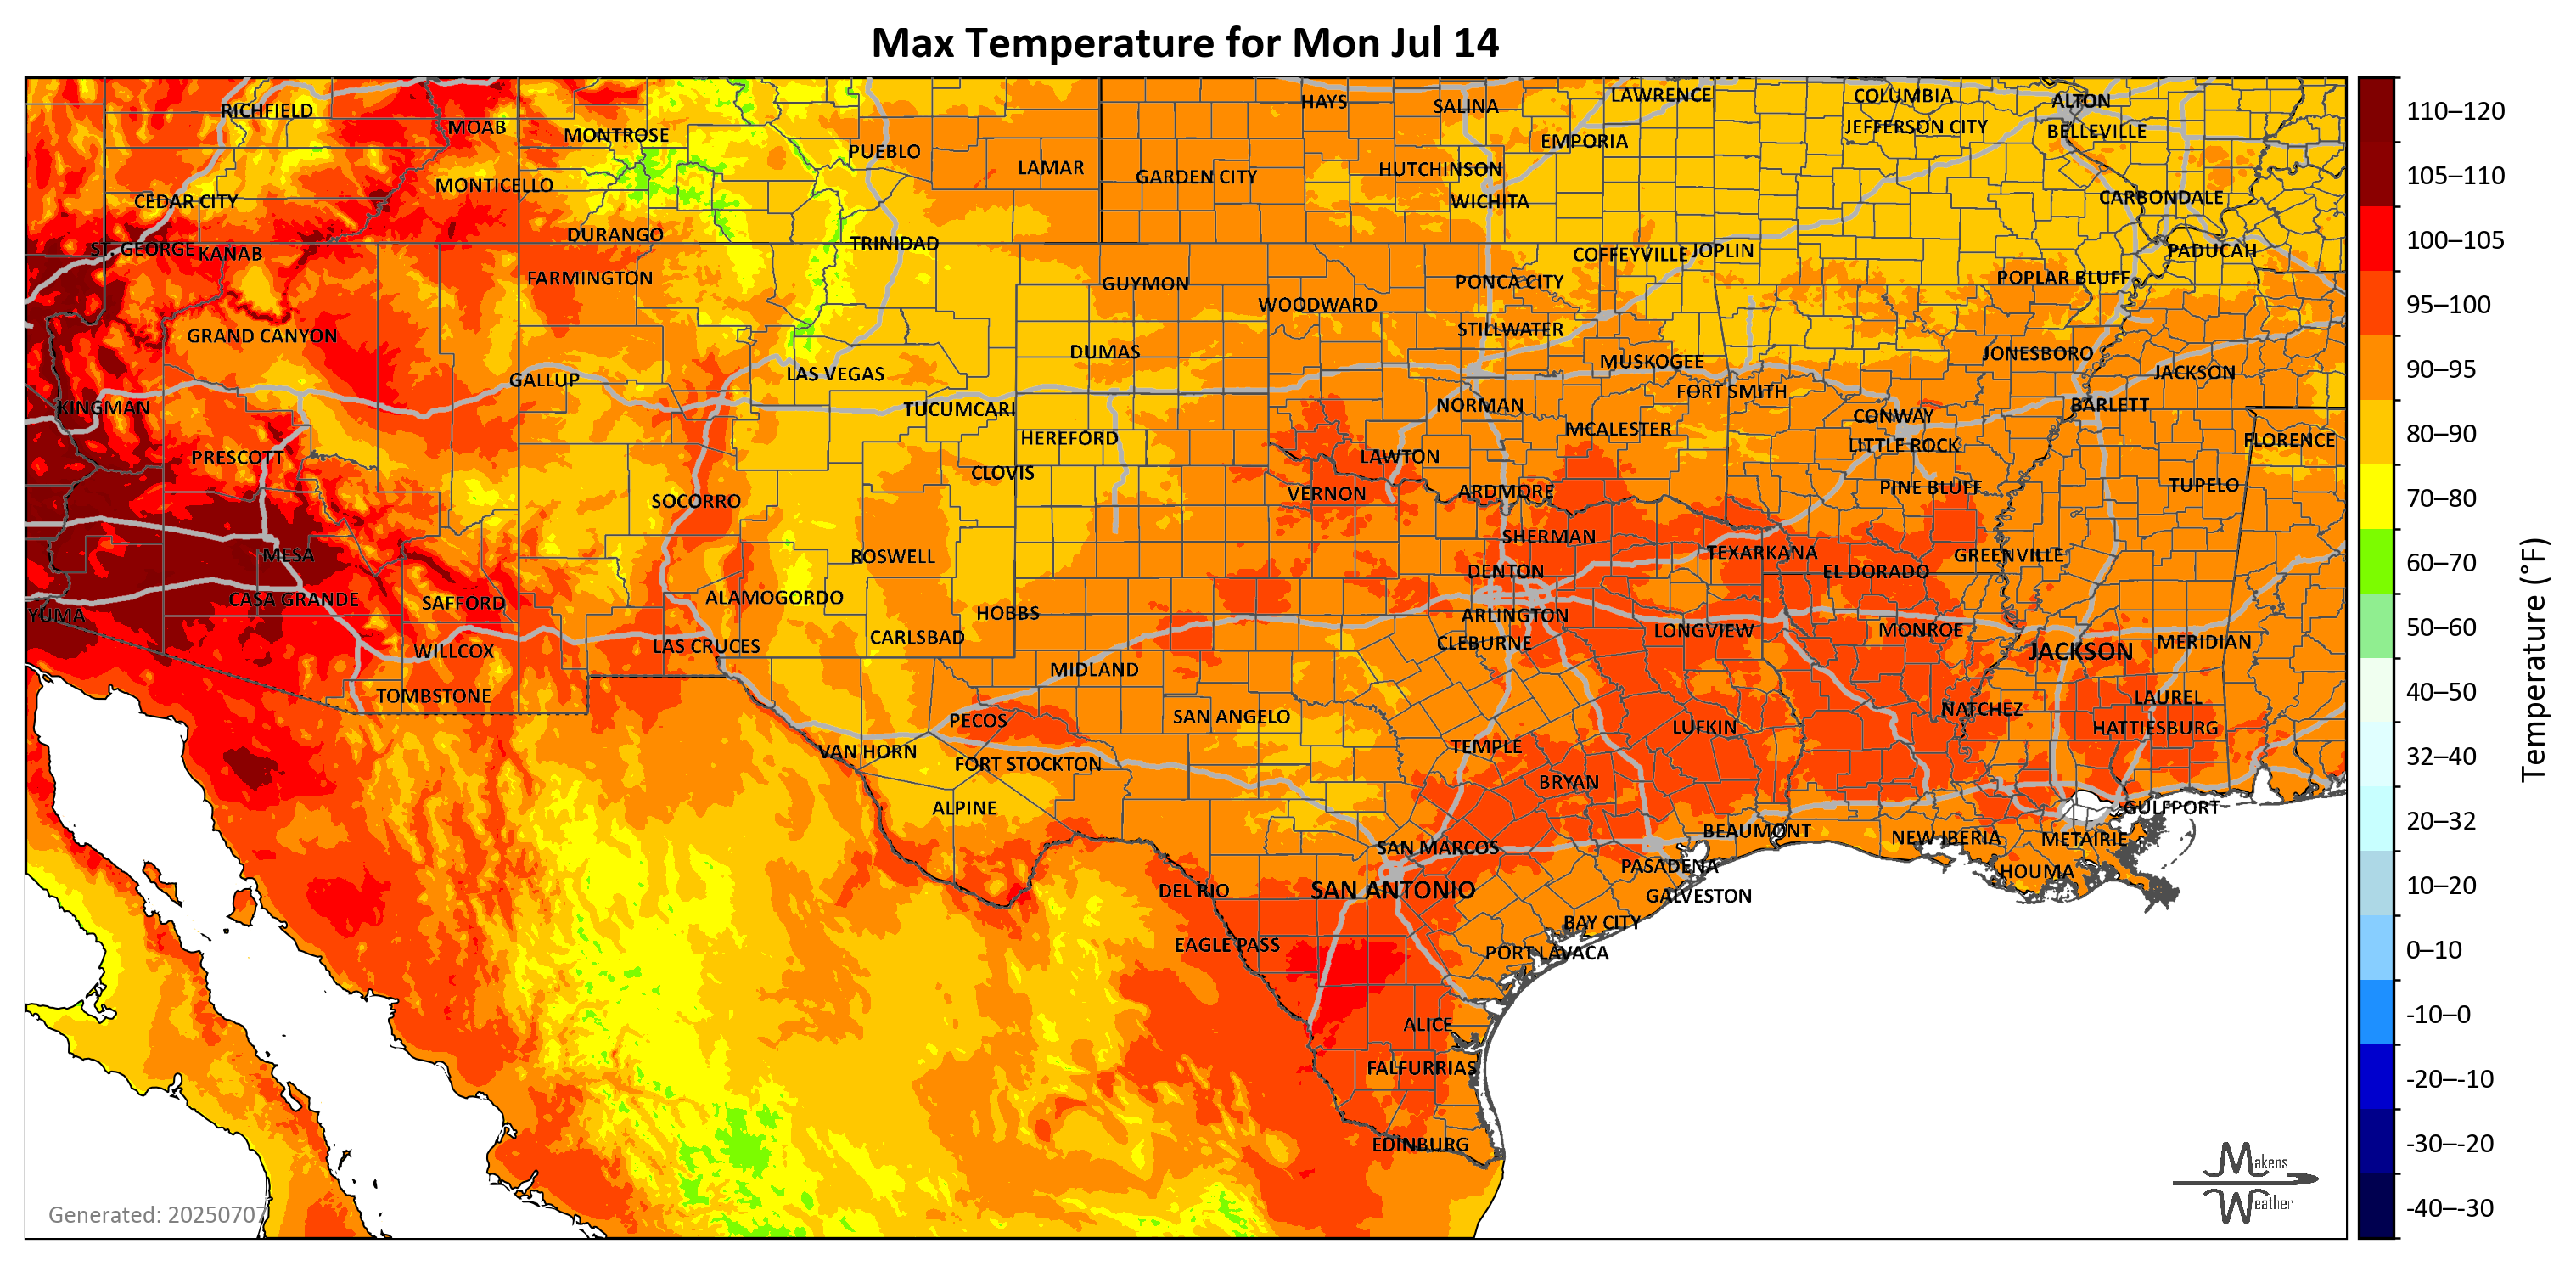 Max Temperature for Mon Jul 14
RICHFIELD
MOAB
MONTROSE
PUEBLO
LAMAR
HAYS
SALINA
LAWRENCE
COLUMBIA
ALTON
JEFFERSON CITY
BELLEVILLE
EMPORIA
HUTCHINSON
GARDEN CITY
MONTICELLO
CEDAR CITY
WICHITA
CARBONDALE
DURANGO
TRINIDAD
ST. GEORGE
KANAB
COFFEYVILLE
JOPLIN
PADUCAH
FARMINGTON
GUYMON
PONCA CITY
POPLAR BLUFF
WOODWARD
GRAND CANYON
STILLWATER
DUMAS
MUSKOGEE
JONESBORO
LAS VEGAS
JACKSON
GALLUP
FORT SMITH
KINGMAN
TUCUMCARI
NORMAN
BARLETT
CONWAY
MCALESTER
HEREFORD
LITTLE ROCK
FLORENCE
PRESCOTT
LAWTON
CLOVIS
TUPELO
PINE BLUFF
VERNON
ARDMORE
SOCORRO
SHERMAN
MESA
ROSWELL
TEXARKANA
GREENVILLE
DENTON
EL DORADO
CASA GRANDE
SAFFORD
ALAMOGORDO
YUMA
HOBBS
ARLINGTON
CARLSBAD
CLEBURNE
LONGVIEW
MONROE
LAS CRUCES
WILLCOX
JACKSON
MERIDIAN
MIDLAND
TOMBSTONE
LAUREL
NATCHEZ
PECOS
SAN ANGELO
LUFKIN
HATTIESBURG
VAN HORN
TEMPLE
FORT STOCKTON
BRYAN
ALPINE
GULFPORT
BEAUMONT
NEW IBERIA
METAIRIE
SAN MARCOS
PASADENA
HOUMA
DEL RIO
SAN ANTONIO
GALVESTON
BAY CITY
EAGLE PASS
PORT LAVACA
ALICE
FALFURRIAS
EDINBURG
Generated: 20250707
Makens
Weather
110–120
105–110
100–105
95–100
90–95
80–90
70–80
60–70
50–60
40–50
32–40
20–32
10–20
0–10
-10–0
-20–-10
-30–-20
-40–-30
Temperature (°F)